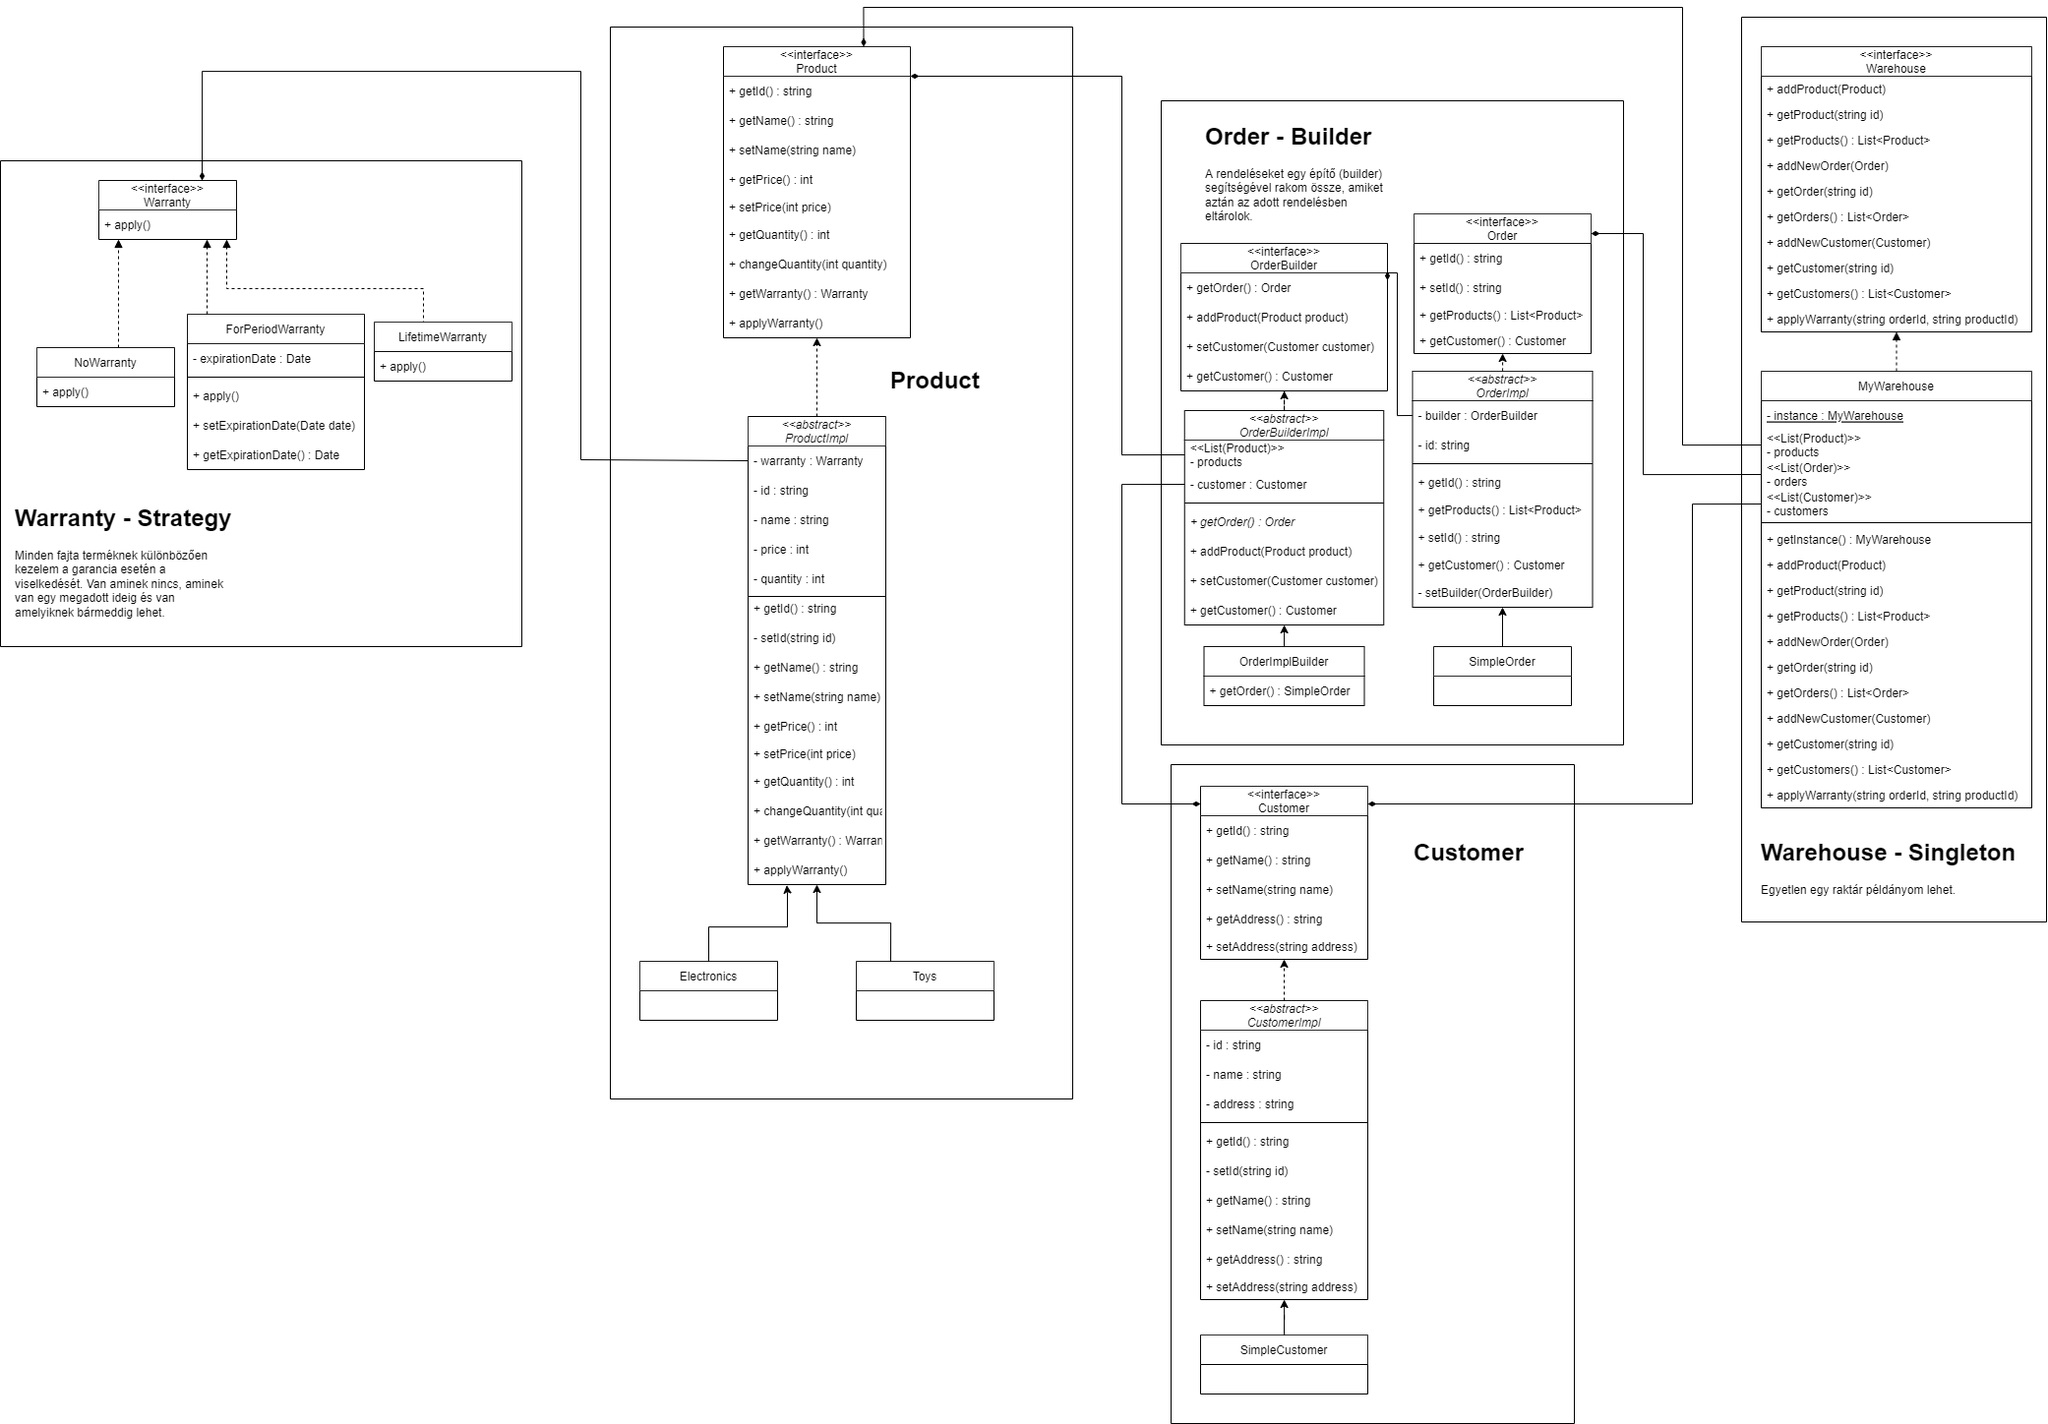 <<interface>>
Warranty
+ apply()
NoWarranty
+ apply()
ForPeriodWarranty
- expirationDate : Date
+ apply()
+ setExpirationDate(Date date)
+ getExpirationDate() : Date
LifetimeWarranty
+ apply()
Warranty - Strategy
Minden fajta terméknek különbözően
kezelem a garancia esetén a
viselkedését. Van aminek nincs, aminek
van egy megadott ideig és van
amelyiknek bármeddig lehet.
<<interface>>
Product
+ getId() : string
+ getName() : string
+ setName(string name)
+ getPrice() : int
+ setPrice(int price)
+ getQuantity() : int
+ changeQuantity(int quantity)
+ getWarranty() : Warranty
+ applyWarranty()
Product
<<abstract>>
ProductImpl
- warranty : Warranty
- id : string
- name : string
- price : int
- quantity : int
+ getId() : string
- setId(string id)
+ getName() : string
+ setName(string name)
+ getPrice() : int
+ setPrice(int price)
+ getQuantity() : int
+ changeQuantity(int qua
+ getWarranty() : Warran
+ applyWarranty()
Electronics
Toys
Order - Builder
A rendeléseket egy építő (builder)
segítségével rakom össze, amiket
aztán az adott rendelésben
eltárolok.
<<interface>>
OrderBuilder
+ getOrder() : Order
+ addProduct(Product product)
+ setCustomer(Customer customer)
+ getCustomer() : Customer
<<abstract>>
OrderBuilderImpl
<<List(Product)>>
- products
- customer : Customer
+ getOrder() : Order
+ addProduct(Product product)
+ setCustomer(Customer customer)
+ getCustomer() : Customer
OrderImplBuilder
+ getOrder() : SimpleOrder
<<interface>>
Order
+ getId() : string
+ setId() : string
+ getProducts() : List<Product>
+ getCustomer() : Customer
<<abstract>>
OrderImpl
- builder : OrderBuilder
- id: string
+ getId() : string
+ getProducts() : List<Product>
+ setId() : string
+ getCustomer() : Customer
- setBuilder(OrderBuilder)
SimpleOrder
<<interface>>
Customer
+ getId() : string
+ getName() : string
+ setName(string name)
+ getAddress() : string
+ setAddress(string address)
Customer
<<abstract>>
CustomerImpl
- id : string
- name : string
- address : string
+ getId() : string
- setId(string id)
+ getName() : string
+ setName(string name)
+ getAddress() : string
+ setAddress(string address)
SimpleCustomer
<<interface>>
Warehouse
+ addProduct(Product)
+ getProduct(string id)
+ getProducts() : List<Product>
+ addNewOrder(Order)
+ getOrder(string id)
+ getOrders() : List<Order>
+ addNewCustomer(Customer)
+ getCustomer(string id)
+ getCustomers() : List<Customer>
+ applyWarranty(string orderId, string productId)
MyWarehouse
- instance : MyWarehouse
<<List(Product)>>
- products
<<List(Order)>>
- orders
<<List(Customer)>>
- customers
+ getInstance() : MyWarehouse
+ addProduct(Product)
+ getProduct(string id)
+ getProducts() : List<Product>
+ addNewOrder(Order)
+ getOrder(string id)
+ getOrders() : List<Order>
+ addNewCustomer(Customer)
+ getCustomer(string id)
+ getCustomers() : List<Customer>
+ applyWarranty(string orderId, string productId)
Warehouse - Singleton
Egyetlen egy raktár példányom lehet.